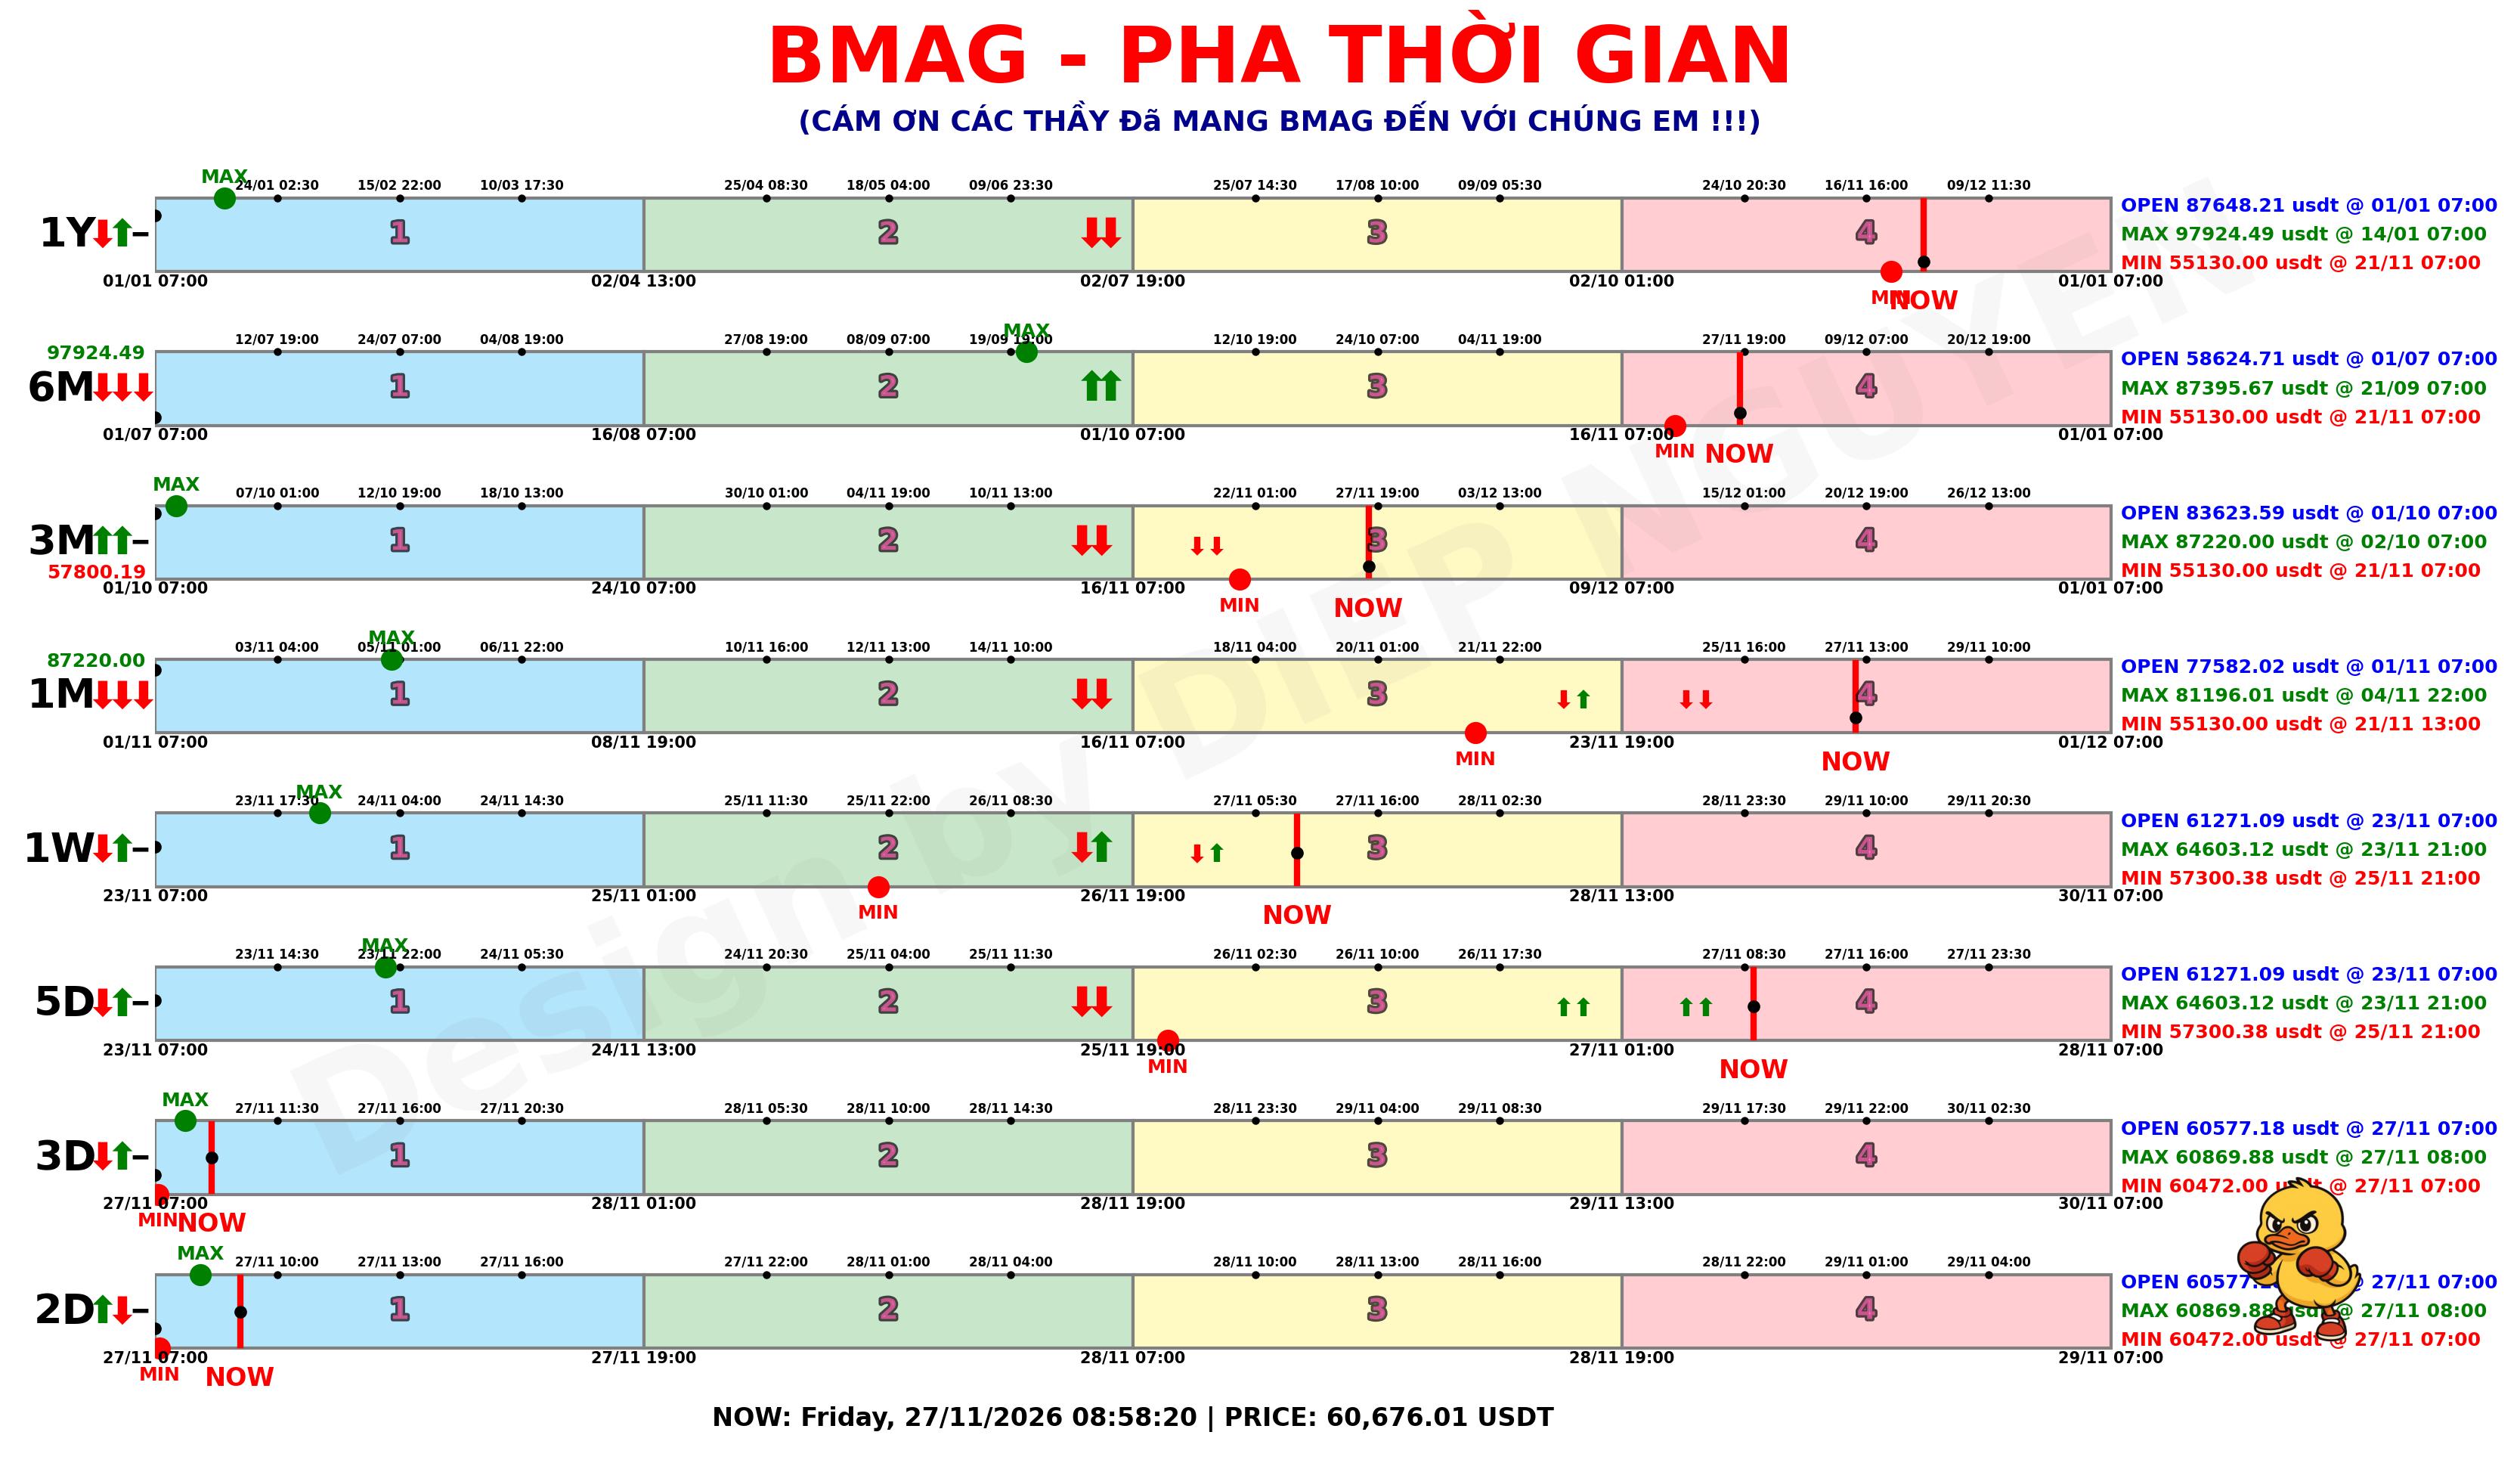 BMAG - PHA THỜI GIAN
(CÁM ƠN CÁC THẦY Đã MANG BMAG ĐẾN VỚI CHÚNG EM !!!)
MAX
24/01 02:30 15/02 22:00 10/03 17:30 25/04 08:30 18/05 04:00 09/06 23:30 25/07 14:30 17/08 10:00 09/09 05:30 24/10 20:30 16/11 16:00 09/12 11:30
OPEN 87648.21 usdt @ 01/01 07:00
1Y 1 2 3 4 MAX 97924.49 usdt @ 14/01 07:00
MIN 55130.00 usdt @ 21/11 07:00
01/01 07:00 02/04 13:00 02/07 19:00 02/10 01:00 01/01 07:00
MIN NOW
MAX
12/07 19:00 24/07 07:00 04/08 19:00 27/08 19:00 08/09 07:00 19/09 19:00 12/10 19:00 24/10 07:00 04/11 19:00 27/11 19:00 09/12 07:00 20/12 19:00
97924.49 OPEN 58624.71 usdt @ 01/07 07:00
6M 1 2 3 4 MAX 87395.67 usdt @ 21/09 07:00
MIN 55130.00 usdt @ 21/11 07:00
01/07 07:00 16/08 07:00 01/10 07:00 16/11 07:00 01/01 07:00
MIN NOW
MAX
07/10 01:00 12/10 19:00 18/10 13:00 30/10 01:00 04/11 19:00 10/11 13:00 22/11 01:00 27/11 19:00 03/12 13:00 15/12 01:00 20/12 19:00 26/12 13:00
OPEN 83623.59 usdt @ 01/10 07:00
3M 1 2 3 4 MAX 87220.00 usdt @ 02/10 07:00
57800.19 MIN 55130.00 usdt @ 21/11 07:00
01/10 07:00 24/10 07:00 16/11 07:00 09/12 07:00 01/01 07:00
MIN NOW
MAX
03/11 04:00 05/11 01:00 06/11 22:00 10/11 16:00 12/11 13:00 14/11 10:00 18/11 04:00 20/11 01:00 21/11 22:00 25/11 16:00 27/11 13:00 29/11 10:00
87220.00 OPEN 77582.02 usdt @ 01/11 07:00
1M 1 2 3 4 MAX 81196.01 usdt @ 04/11 22:00
MIN 55130.00 usdt @ 21/11 13:00
01/11 07:00 08/11 19:00 16/11 07:00 23/11 19:00 01/12 07:00
MIN NOW
MAX
23/11 17:30 24/11 04:00 24/11 14:30 25/11 11:30 25/11 22:00 26/11 08:30 27/11 05:30 27/11 16:00 28/11 02:30 28/11 23:30 29/11 10:00 29/11 20:30
OPEN 61271.09 usdt @ 23/11 07:00
1W 1 2 3 4 MAX 64603.12 usdt @ 23/11 21:00
MIN 57300.38 usdt @ 25/11 21:00
23/11 07:00 25/11 01:00 26/11 19:00 28/11 13:00 30/11 07:00
MIN NOW
MAX
23/11 14:30 23/11 22:00 24/11 05:30 24/11 20:30 25/11 04:00 25/11 11:30 26/11 02:30 26/11 10:00 26/11 17:30 27/11 08:30 27/11 16:00 27/11 23:30
OPEN 61271.09 usdt @ 23/11 07:00
5D 1 2 3 4 MAX 64603.12 usdt @ 23/11 21:00
MIN 57300.38 usdt @ 25/11 21:00
23/11 07:00 24/11 13:00 25/11 19:00 27/11 01:00 28/11 07:00
MIN NOW
MAX
27/11 11:30 27/11 16:00 27/11 20:30 28/11 05:30 28/11 10:00 28/11 14:30 28/11 23:30 29/11 04:00 29/11 08:30 29/11 17:30 29/11 22:00 30/11 02:30
OPEN 60577.18 usdt @ 27/11 07:00
3D 1 2 3 4 MAX 60869.88 usdt @ 27/11 08:00
MIN 60472.00 usdt @ 27/11 07:00
27/11 07:00 28/11 01:00 28/11 19:00 29/11 13:00 30/11 07:00
MIN NOW
MAX
27/11 10:00 27/11 13:00 27/11 16:00 27/11 22:00 28/11 01:00 28/11 04:00 28/11 10:00 28/11 13:00 28/11 16:00 28/11 22:00 29/11 01:00 29/11 04:00
OPEN @ 27/11 07:00
2D 1 2 3 4 MAX 60869.88 usdt @ 27/11 08:00
MIN 60472.00 usdt @ 27/11 07:00
27/11 07:00 27/11 19:00 28/11 07:00 28/11 19:00 29/11 07:00
MIN NOW
NOW: Friday, 27/11/2026 08:58:20 | PRICE: 60,676.01 USDT
Design by DIEP NGUYEN